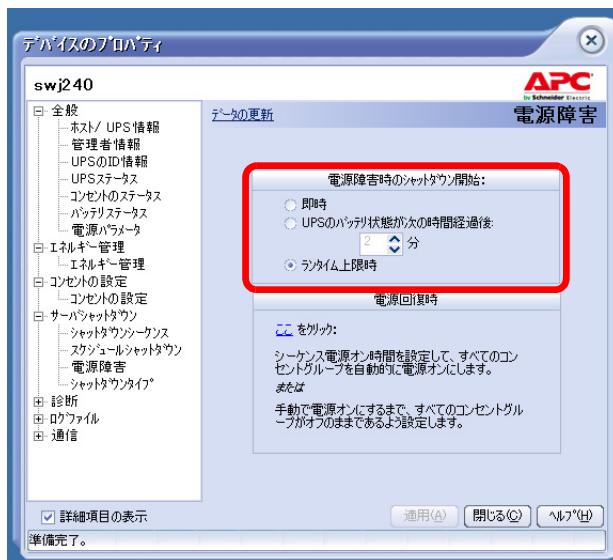 デバイスのプロパティ
swj240
APC
by Schneider Electric
全般
ホスト/ UPS情報
管理者情報
UPSのID情報
UPSステータス
コンセントのステータス
バッテリステータス
電源パラメータ
エネルギー管理
エネルギー管理
コンセントの設定
コンセントの設定
サーバシャットダウン
シャットダウンシーケンス
スケジュールシャットダウン
電源障害
シャットダウンタイプ
診断
ログファイル
通信
データの更新
電源障害
電源障害時のシャットダウン開始:
即時
UPSのバッテリ状態が次の時間経過後:
2 分
ランタイム上限時
電源回復時
ここ をクリック:
シーケンス電源オン時間を設定して、すべてのコン
セントグループを自動的に電源オンにします。
または
手動で電源オンにするまで、すべてのコンセントグル
ープがオフのままであるよう設定します。
詳細項目の表示
適用(A)
閉じる(C)
ヘルプ(H)
準備完了。